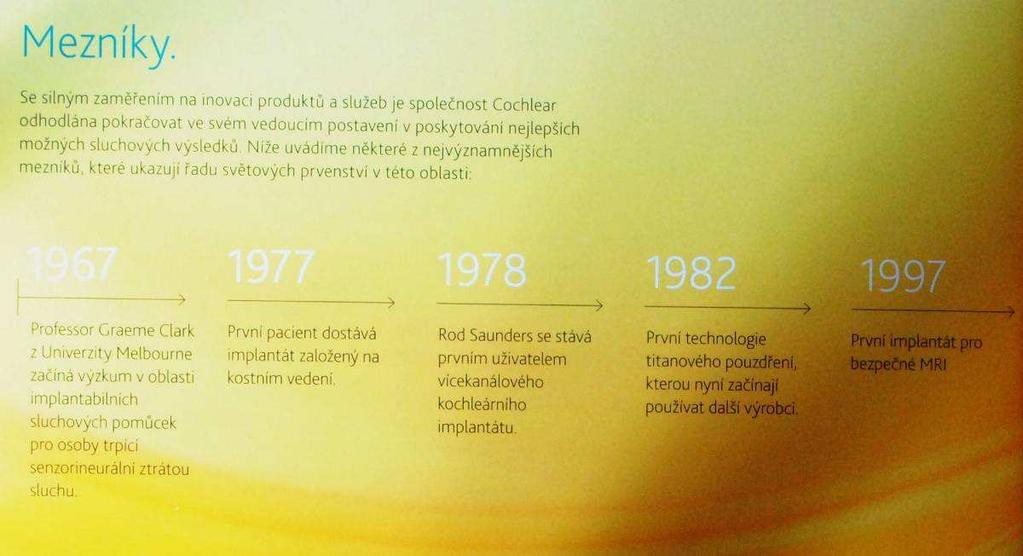 Mezníky.
Se silným zaměřením na inovaci produktů a služeb je společnost Cochlear
odhodlána pokračovat ve svém vedoucím postavení v poskytování nejlepších
možných sluchových výsledků. Níže uvádíme některé z nejvýznamnějších
mezníků, které ukazují řadu světových prvenství v této oblasti:
1967
Professor Graeme Clark
z Univerzity Melbourne
začíná výzkum v oblasti
implantabilních
sluchových pomůcek
pro osoby trpící
senzorineurální ztrátou
sluchu.
1977
První pacient dostává
implantát založený na
kostním vedení.
1978
Rod Saunders se stává
prvním uživatelem
vícekanálového
kochleárního
implantátu.
1982
První technologie
titanového pouzdření,
kterou nyní začínají
používat další výrobci.
1997
První implantát pro
bezpečné MRI